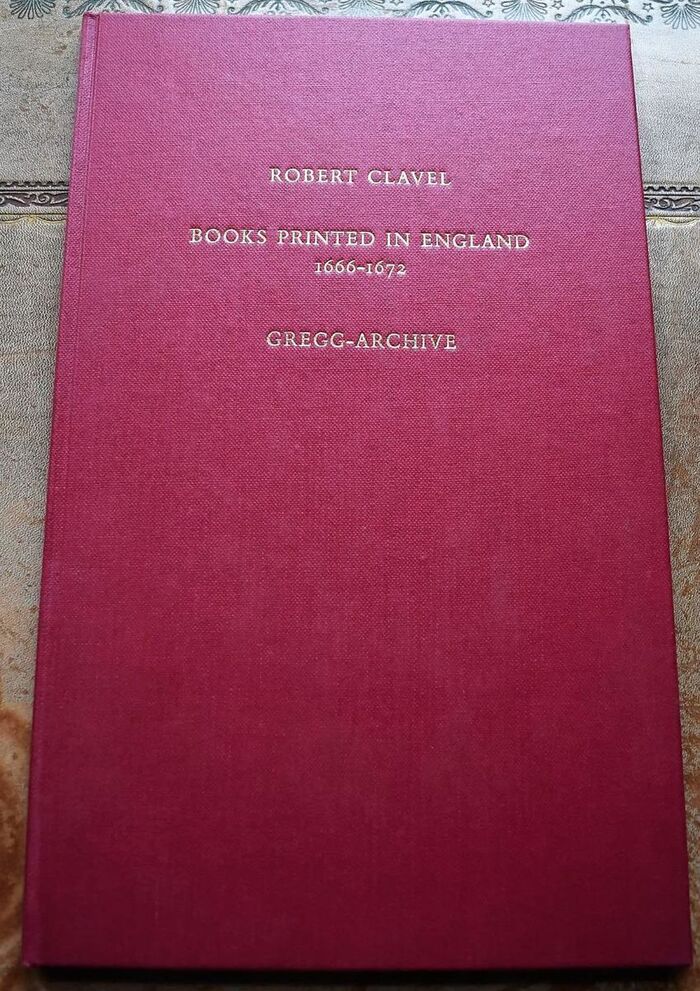 ROBERT CLAVEL
BOOKS PRINTED IN ENGLAND
1666-1672
GREGG-ARCHIVE